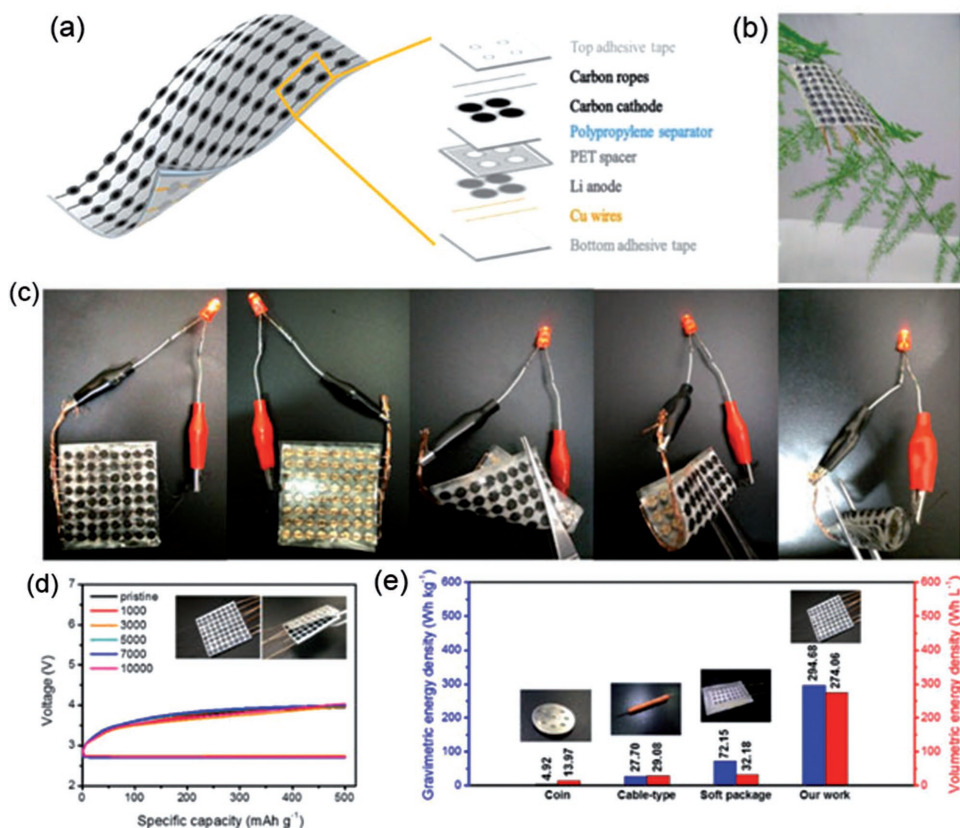 (a)
Top adhesive tape
Carbon ropes
Carbon cathode
Polypropylene separator
PET spacer
Li anode
Cu wires
Bottom adhesive tape
(b)
(c)
(d)
Voltage (V)
7
6
5
4
3
2
pristine
1000
3000
5000
7000
10000
0
100
200
300
400
500
Specific capacity (mAh g⁻¹)
(e)
Gravimetric energy density (Wh kg⁻¹)
600
500
400
300
200
100
0
4.92
13.97
27.70
29.08
72.15
32.18
294.68
274.06
Coin
Cable-type
Soft package
Our work
600
500
400
300
200
100
0
Volumetric energy density (Wh L⁻¹)